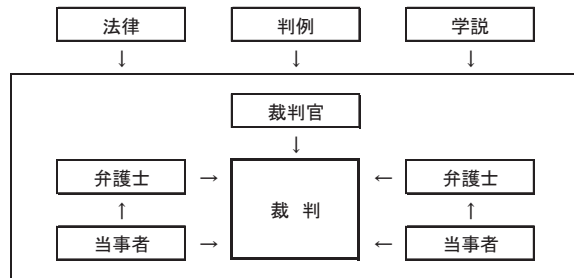 法律 判例 学説
↓ ↓ ↓
裁判官
↓
弁護士 → ← 弁護士
↑ 裁 判 ↑
当事者 → ← 当事者